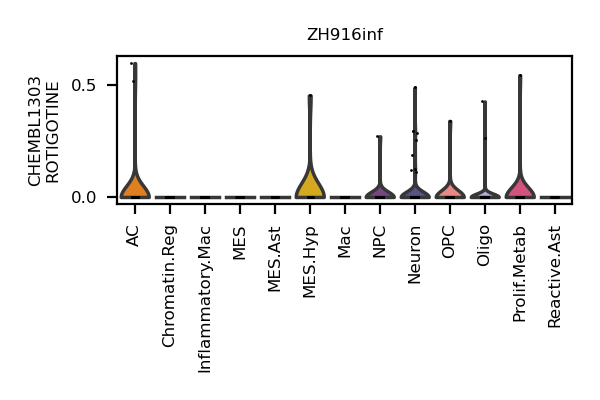 ZH916inf
CHEMBL1303
ROTIGOTINE
0.5
0.0
AC
Chromatin.Reg
Inflammatory.Mac
MES
MES.Ast
MES.Hyp
Mac
NPC
Neuron
OPC
Oligo
Prolif.Metab
Reactive.Ast